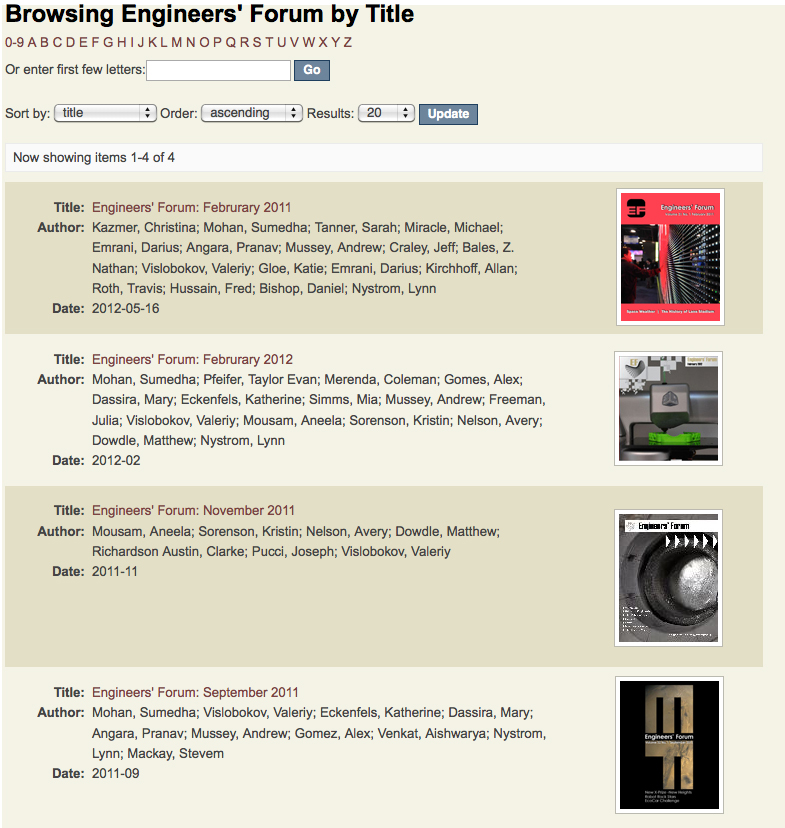 Browsing Engineers' Forum by Title
0-9 A B C D E F G H I J K L M N O P Q R S T U V W X Y Z
Or enter first few letters: Go
Sort by: title Order: ascending Results: 20 Update
Now showing items 1-4 of 4
Title: Engineers' Forum: Februrary 2011
Author: Kazmer, Christina; Mohan, Sumedha; Tanner, Sarah; Miracle, Michael;
Emrani, Darius; Angara, Pranav; Mussey, Andrew; Craley, Jeff; Bales, Z.
Nathan; Vislobokov, Valeriy; Gloe, Katie; Emrani, Darius; Kirchhoff, Allan;
Roth, Travis; Hussain, Fred; Bishop, Daniel; Nystrom, Lynn
Date: 2012-05-16
Engineers' Forum
Space Weather | The History of Lane Stadium
Title: Engineers' Forum: Februrary 2012
Author: Mohan, Sumedha; Pfeifer, Taylor Evan; Merenda, Coleman; Gomes, Alex;
Dassira, Mary; Eckenfels, Katherine; Simms, Mia; Mussey, Andrew; Freeman,
Julia; Vislobokov, Valeriy; Mousam, Aneela; Sorenson, Kristin; Nelson, Avery;
Dowdle, Matthew; Nystrom, Lynn
Date: 2012-02
Engineers' Forum
Title: Engineers' Forum: November 2011
Author: Mousam, Aneela; Sorenson, Kristin; Nelson, Avery; Dowdle, Matthew;
Richardson Austin, Clarke; Pucci, Joseph; Vislobokov, Valeriy
Date: 2011-11
Engineers' Forum
Title: Engineers' Forum: September 2011
Author: Mohan, Sumedha; Vislobokov, Valeriy; Eckenfels, Katherine; Dassira, Mary;
Angara, Pranav; Mussey, Andrew; Gomez, Alex; Venkat, Aishwarya; Nystrom,
Lynn; Mackay, Stevem
Date: 2011-09
Engineers' Forum
New X-Prize: New Heights
EcoCar Challenge